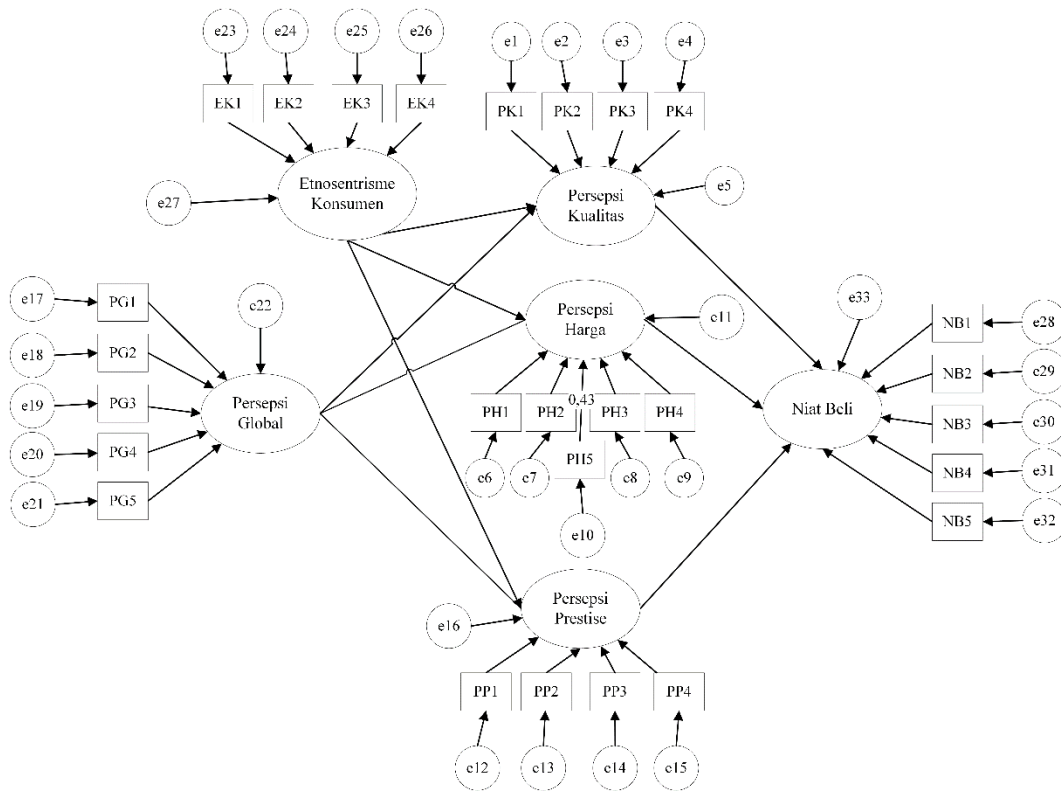 e23
e24
e25
e26
EK1
EK2
EK3
EK4
e1
e2
e3
e4
PK1
PK2
PK3
PK4
Etnosentrisme
Konsumen
e27
Persepsi
Kualitas
e5
e17
PG1
e18
PG2
e19
PG3
e20
PG4
e21
PG5
e22
Persepsi
Global
Persepsi
Harga
e11
PH1
PH2
0,43
PH3
PH4
PH5
e6
e7
e8
e9
e10
e33
Niat Beli
NB1
e28
NB2
e29
NB3
e30
NB4
e31
NB5
e32
Persepsi
Prestise
e16
PP1
PP2
PP3
PP4
e12
e13
e14
e15